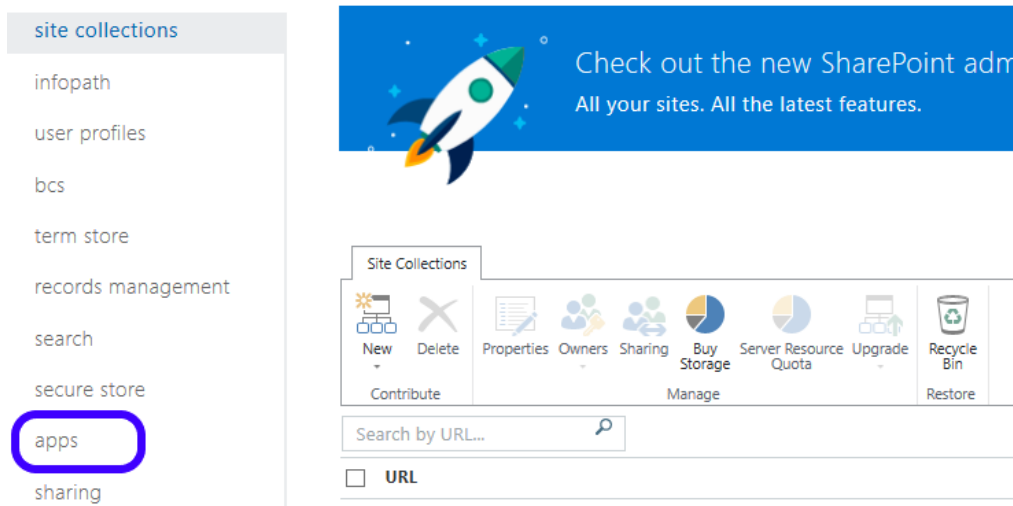 site collections
infopath
user profiles
bcs
term store
records management
search
secure store
apps
sharing
Check out the new SharePoint adm
All your sites. All the latest features.
Site Collections
New
Delete
Properties
Owners
Sharing
Buy
Storage
Server Resource
Quota
Upgrade
Recycle
Bin
Contribute
Manage
Restore
Search by URL...
URL